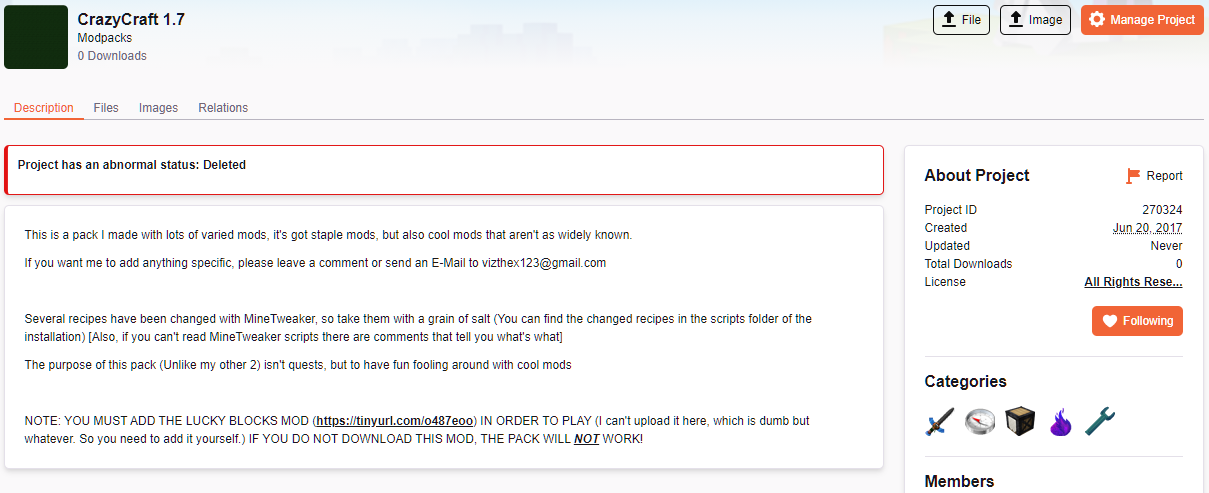 CrazyCraft 1.7
Modpacks
0 Downloads
File
Image
Manage Project
Description
Files
Images
Relations
Project has an abnormal status: Deleted
This is a pack I made with lots of varied mods, it's got staple mods, but also cool mods that aren't as widely known.
If you want me to add anything specific, please leave a comment or send an E-Mail to vizthex123@gmail.com
Several recipes have been changed with MineTweaker, so take them with a grain of salt (You can find the changed recipes in the scripts folder of the
installation) [Also, if you can't read MineTweaker scripts there are comments that tell you what's what]
The purpose of this pack (Unlike my other 2) isn't quests, but to have fun fooling around with cool mods
NOTE: YOU MUST ADD THE LUCKY BLOCKS MOD (https://tinyurl.com/o487eoo) IN ORDER TO PLAY (I can't upload it here, which is dumb but
whatever. So you need to add it yourself.) IF YOU DO NOT DOWNLOAD THIS MOD, THE PACK WILL NOT WORK!
About Project
Report
Project ID 270324
Created Jun 20, 2017
Updated Never
Total Downloads 0
License All Rights Rese...
Following
Categories
Members